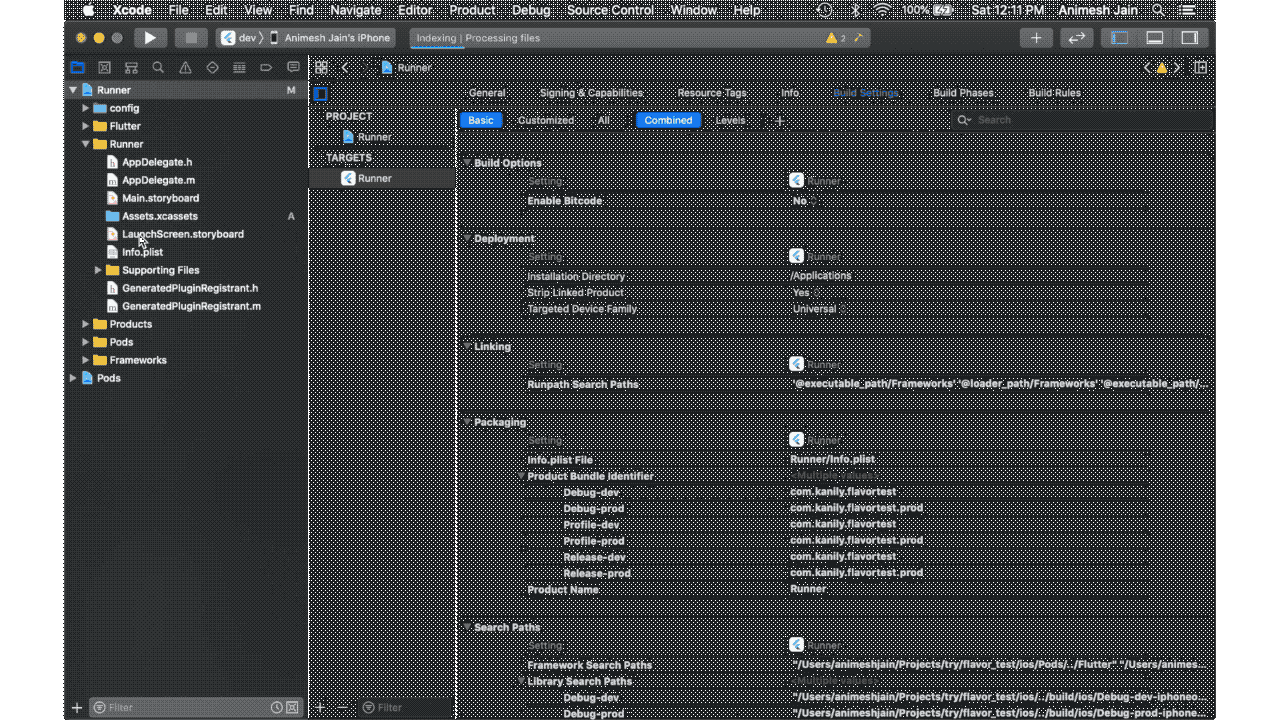 Xcode File Edit View Find Navigate Editor Product Debug Source Control Window Help 100% Sat 12:11 PM Animesh Jain
dev Animesh Jain's iPhone Indexing | Processing files 2
Runner
Runner M
config
Flutter
Runner
AppDelegate.h
AppDelegate.m
Main.storyboard
Assets.xcassets A
LaunchScreen.storyboard
Info.plist
Supporting Files
GeneratedPluginRegistrant.h
GeneratedPluginRegistrant.m
Products
Pods
Frameworks
Pods
Filter
PROJECT
Runner
TARGETS
Runner
Filter
General Signing & Capabilities Resource Tags Info Build Settings Build Phases Build Rules
Basic Customized All Combined Levels + Search
Build Options
Setting Runner
Enable Bitcode No
Deployment
Setting Runner
Installation Directory /Applications
Strip Linked Product Yes
Targeted Device Family Universal
Linking
Setting Runner
Runpath Search Paths '@executable_path/Frameworks' '@loader_path/Frameworks' '@executable_path/...
Packaging
Setting Runner
Info.plist File Runner/Info.plist
Product Bundle Identifier
Debug-dev com.kanily.flavortest
Debug-prod com.kanily.flavortest.prod
Profile-dev com.kanily.flavortest
Profile-prod com.kanily.flavortest.prod
Release-dev com.kanily.flavortest
Release-prod com.kanily.flavortest.prod
Product Name Runner
Search Paths
Setting Runner
Framework Search Paths "/Users/animeshjain/Projects/try/flavor_test/ios/Pods/../Flutter" "/Users/animes...
Library Search Paths <Multiple values>
Debug-dev "/Users/animeshjain/Projects/try/flavor_test/ios/../build/ios/Debug-dev-iphoneo...
Debug-prod "/Users/animeshjain/Projects/try/flavor_test/ios/../build/ios/Debug-prod-iphone...